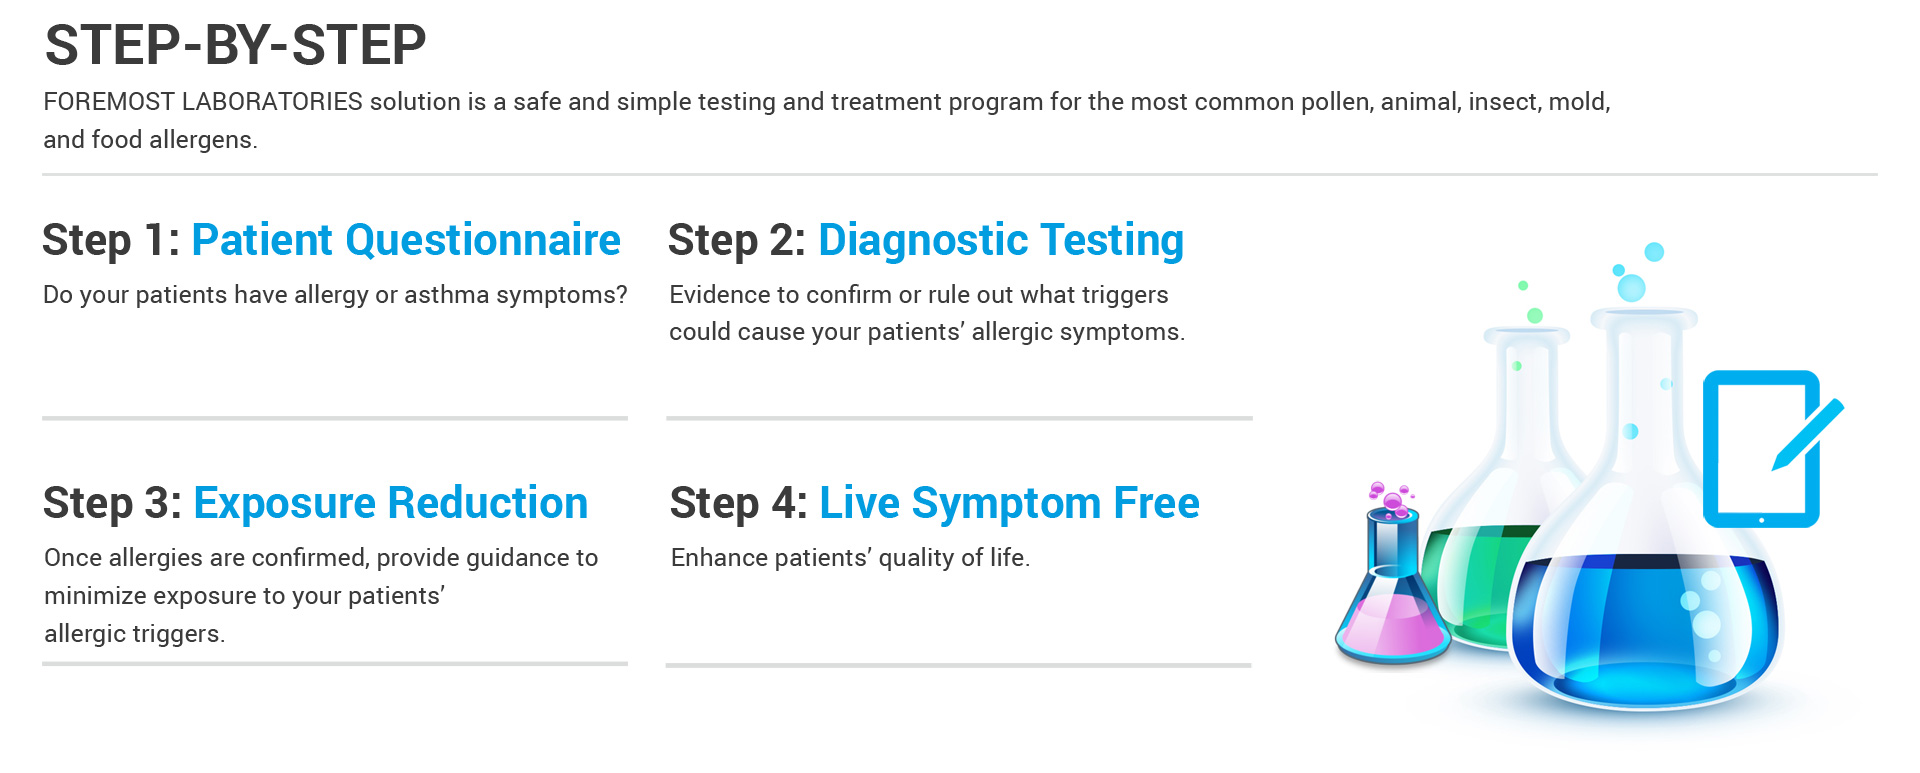 STEP-BY-STEP
FOREMOST LABORATORIES solution is a safe and simple testing and treatment program for the most common pollen, animal, insect, mold,
and food allergens.
Step 1: Patient Questionnaire
Do your patients have allergy or asthma symptoms?
Step 2: Diagnostic Testing
Evidence to confirm or rule out what triggers
could cause your patients’ allergic symptoms.
Step 3: Exposure Reduction
Once allergies are confirmed, provide guidance to
minimize exposure to your patients’
allergic triggers.
Step 4: Live Symptom Free
Enhance patients’ quality of life.